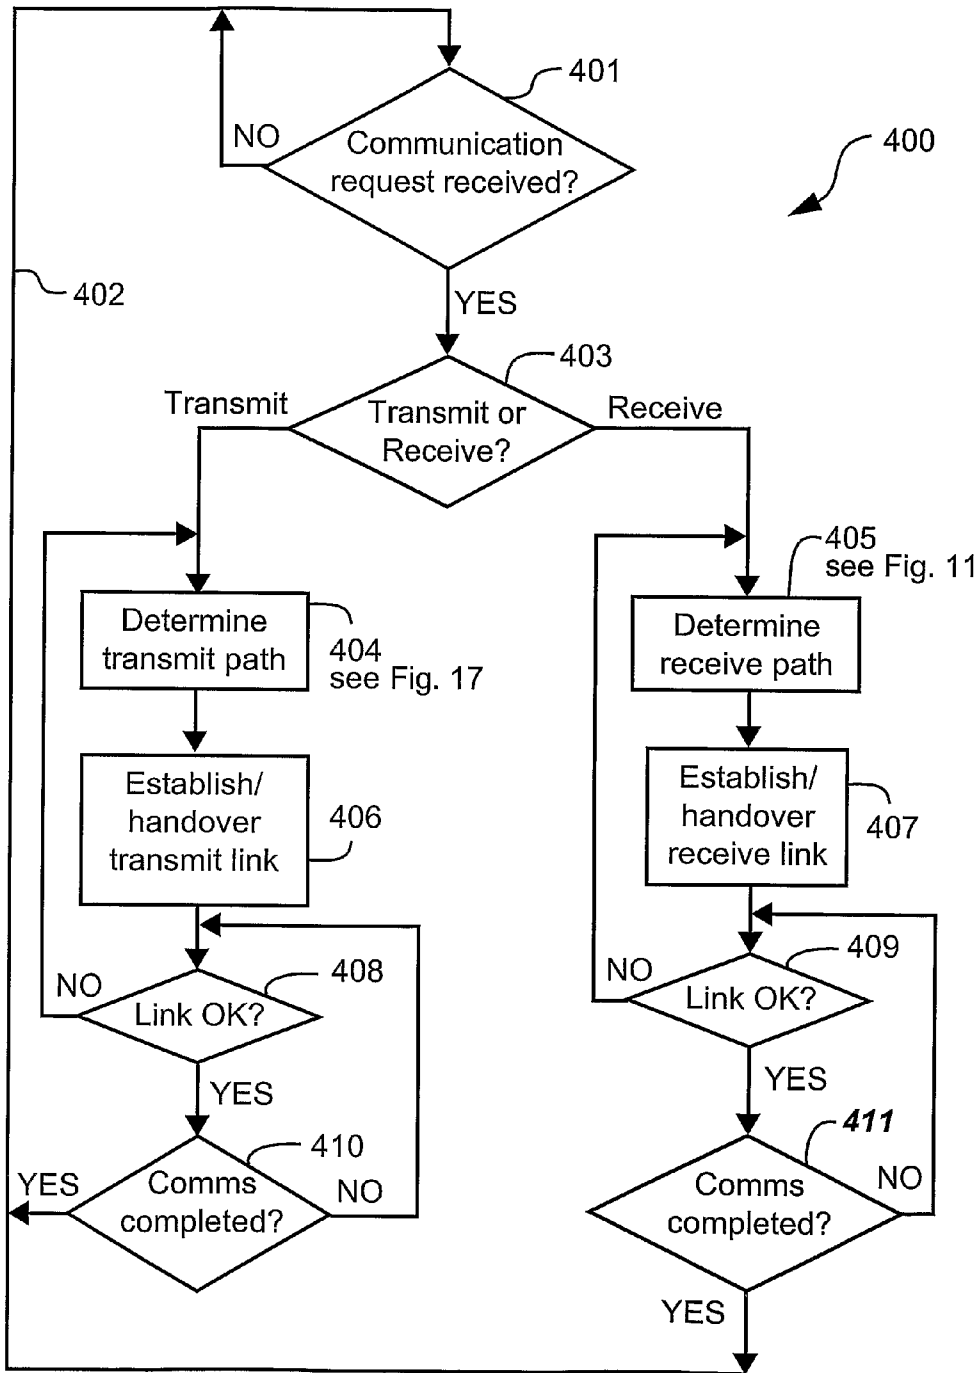 401
NO
Communication
request received?
400
402
YES
403
Transmit
Transmit or
Receive?
Receive
405
see Fig. 11
Determine
transmit path
404
see Fig. 17
Determine
receive path
Establish/
handover
transmit link
406
Establish/
handover
receive link
407
NO
408
Link OK?
NO
409
Link OK?
YES
YES
410
411
YES
Comms
completed?
NO
Comms
completed?
NO
YES